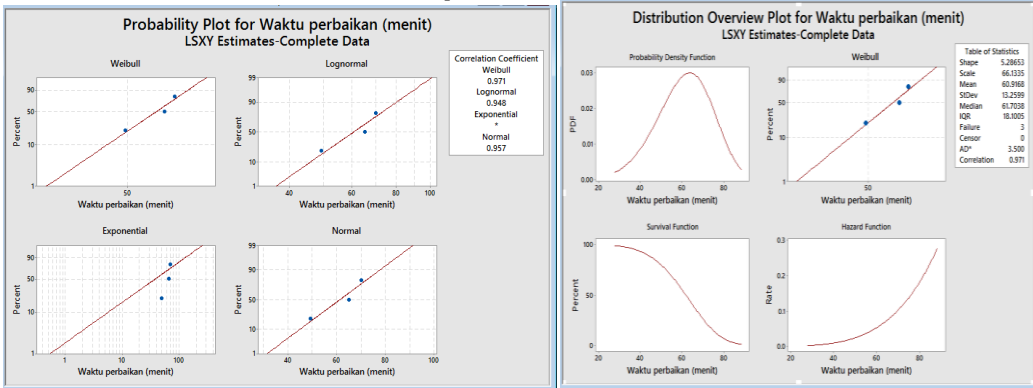 Probability Plot for Waktu perbaikan (menit)
LSXY Estimates-Complete Data
Weibull
Lognormal
Percent
90
50
10
1
50
Waktu perbaikan (menit)
Percent
99
90
50
10
1
40
60
80
100
Waktu perbaikan (menit)
Correlation Coefficient
Weibull
0.971
Lognormal
0.948
Exponential
*
Normal
0.957
Exponential
Normal
Percent
90
50
10
1
1
10
100
Waktu perbaikan (menit)
Percent
99
90
50
10
1
40
60
80
100
Waktu perbaikan (menit)
Distribution Overview Plot for Waktu perbaikan (menit)
LSXY Estimates-Complete Data
Probability Density Function
PDF
0.03
0.02
0.01
0.00
20
40
60
80
Waktu perbaikan (menit)
Weibull
Percent
90
50
10
1
50
Waktu perbaikan (menit)
Table of Statistics
Shape 5.28653
Scale 66.1335
Mean 60.9168
StDev 13.2599
Median 61.7038
IQR 18.1005
Failure 3
Censor 0
AD* 3.500
Correlation 0.971
Survival Function
Percent
100
50
0
20
40
60
80
Waktu perbaikan (menit)
Hazard Function
Rate
0.3
0.2
0.1
0.0
20
40
60
80
Waktu perbaikan (menit)